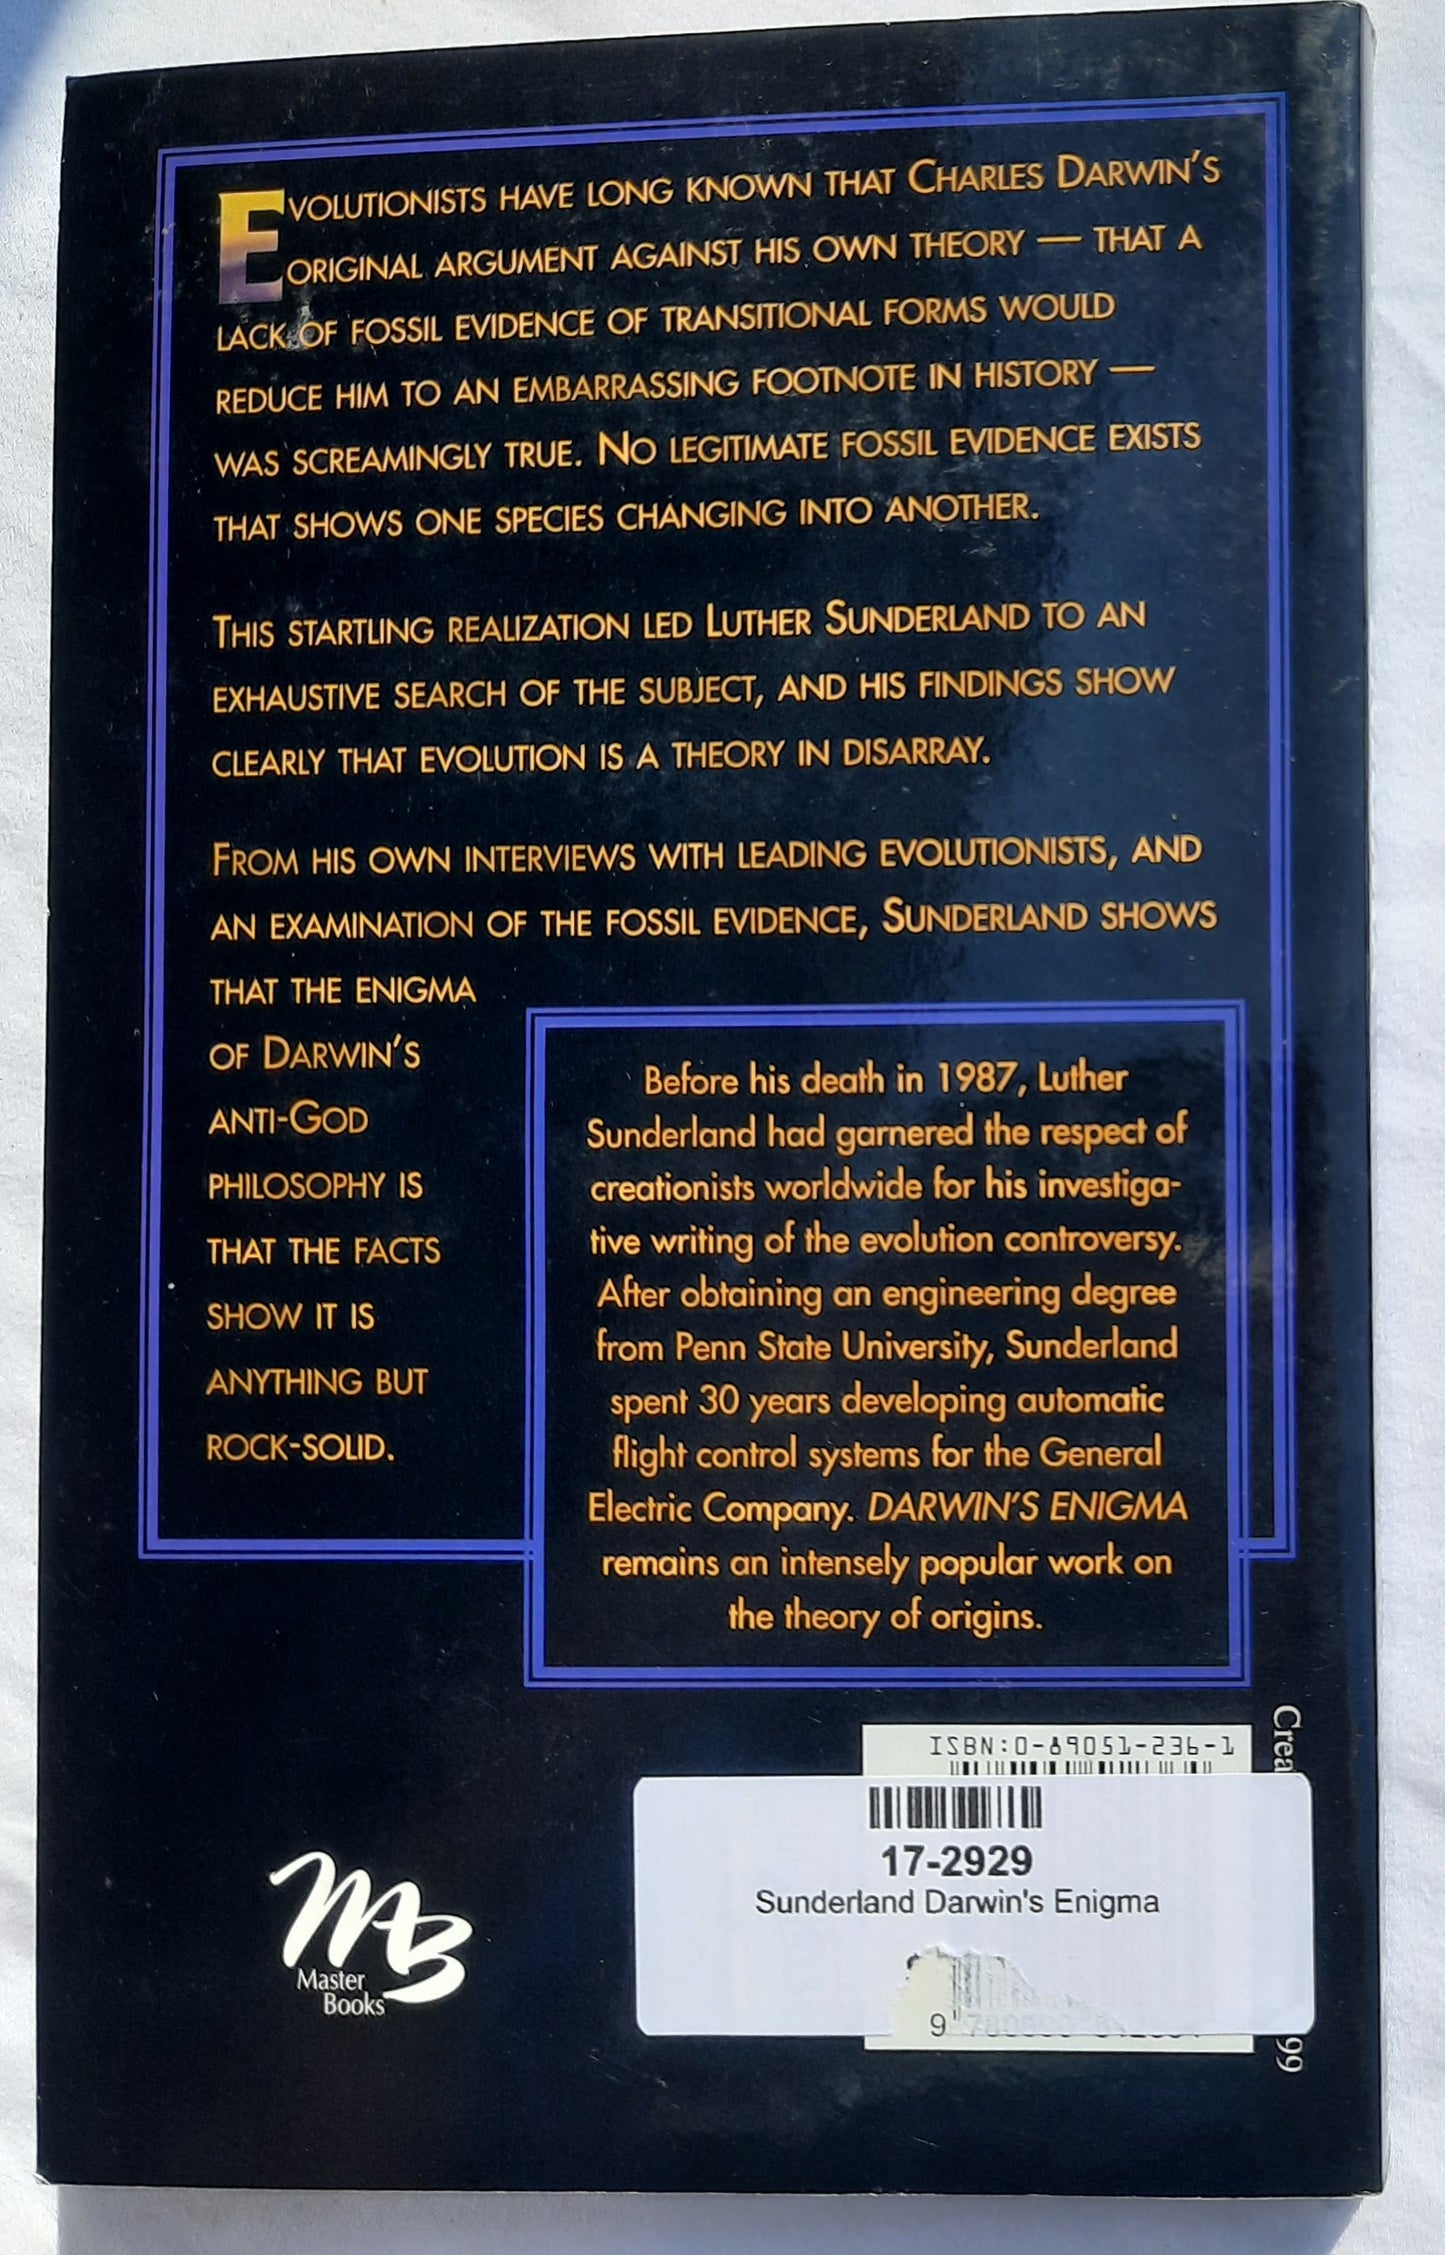 EVOLUTIONISTS HAVE LONG KNOWN THAT CHARLES DARWIN'S
ORIGINAL ARGUMENT AGAINST HIS OWN THEORY — THAT A
LACK OF FOSSIL EVIDENCE OF TRANSITIONAL FORMS WOULD
REDUCE HIM TO AN EMBARRASSING FOOTNOTE IN HISTORY —
WAS SCREAMINGLY TRUE. NO LEGITIMATE FOSSIL EVIDENCE EXISTS
THAT SHOWS ONE SPECIES CHANGING INTO ANOTHER.
THIS STARTLING REALIZATION LED LUTHER SUNDERLAND TO AN
EXHAUSTIVE SEARCH OF THE SUBJECT, AND HIS FINDINGS SHOW
CLEARLY THAT EVOLUTION IS A THEORY IN DISARRAY.
FROM HIS OWN INTERVIEWS WITH LEADING EVOLUTIONISTS, AND
AN EXAMINATION OF THE FOSSIL EVIDENCE, SUNDERLAND SHOWS
THAT THE ENIGMA
OF DARWIN'S
ANTI-GOD
PHILOSOPHY IS
THAT THE FACTS
SHOW IT IS
ANYTHING BUT
ROCK-SOLID.
Before his death in 1987, Luther
Sunderland had garnered the respect of
creationists worldwide for his investiga-
tive writing of the evolution controversy.
After obtaining an engineering degree
from Penn State University, Sunderland
spent 30 years developing automatic
flight control systems for the General
Electric Company. DARWIN'S ENIGMA
remains an intensely popular work on
the theory of origins.
ISBN:0-89051-236-1
17-2929
Sunderland Darwin's Enigma
9
Crea
99
MB
Master
Books